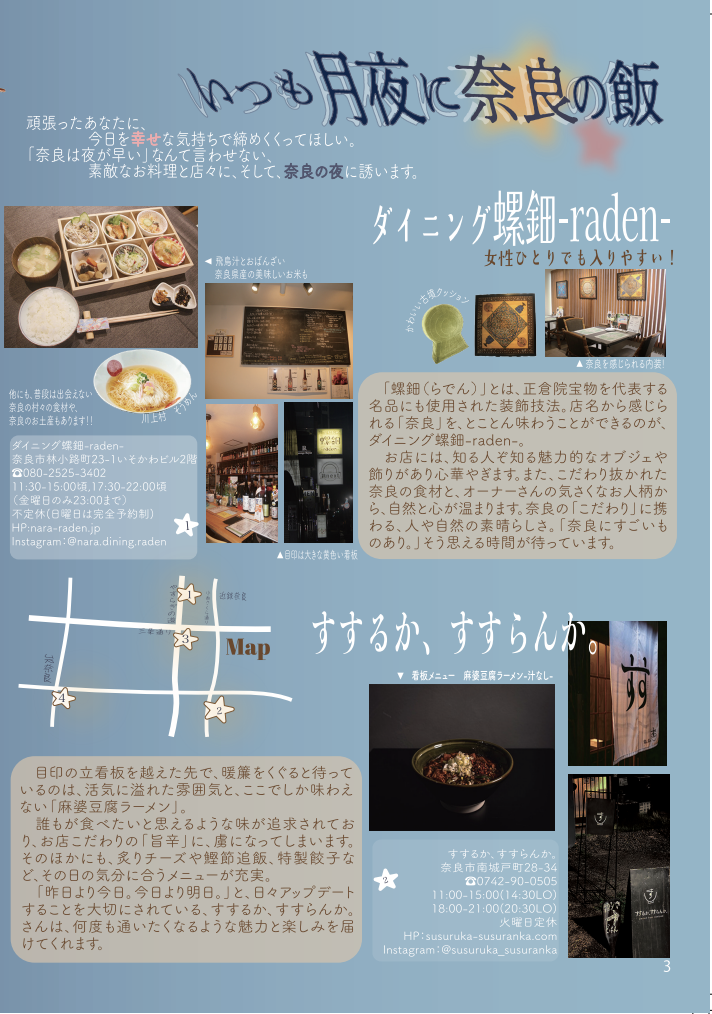 いつも月夜に奈良の飯
頑張ったあなたに、
今日を幸せな気持ちで締めくくってほしい。
「奈良は夜が早い」なんて言わせない、
素敵なお料理と店々に、そして、奈良の夜に誘います。
ダイニング螺鈿-raden-
女性ひとりでも入りやすい！
◀ 飛鳥汁とおばんざい
奈良県産の美味しいお米も
かわいい古墳クッション
▲奈良を感じられる内装!
他にも、普段は出会えない
奈良の村々の食材や、
奈良のお土産もあります!!
川上村 そうめん
ダイニング螺鈿-raden-
奈良市林小路町23-1いそかわビル2階
☎080-2525-3402
11:30-15:00頃,17:30-22:00頃
（金曜日のみ23:00まで）
不定休(日曜日は完全予約制)
HP:nara-raden.jp
Instagram:@nara.dining.raden
1
▲目印は大きな黄色い看板
「螺鈿（らでん）」とは、正倉院宝物を代表する
名品にも使用された装飾技法。店名から感じら
れる「奈良」を、とことん味わうことができるのが、
ダイニング螺鈿-raden-。
お店には、知る人ぞ知る魅力的なオブジェや
飾りがあり心華やぎます。また、こだわり抜かれた
奈良の食材と、オーナーさんの気さくなお人柄か
ら、自然と心が温まります。奈良の「こだわり」に携
わる、人や自然の素晴らしさ。「奈良にすごいも
のあり。」そう思える時間が待っています。
1
近鉄奈良
やすらぎの道
三条通り
3
Map
JR奈良
4
2
すするか、すすらんか。
▼ 看板メニュー 麻婆豆腐ラーメン-汁なし-
目印の立看板を越えた先で、暖簾をくぐると待って
いるのは、活気に溢れた雰囲気と、ここでしか味わえ
ない「麻婆豆腐ラーメン」。
誰もが食べたいと思えるような味が追求されてお
り、お店こだわりの「旨辛」に、虜になってしまいます。
そのほかにも、炙りチーズや鰹節追飯、特製餃子な
ど、その日の気分に合うメニューが充実。
「昨日より今日。今日より明日。」と、日々アップデート
することを大切にされている、すするか、すすらんか。
さんは、何度も通いたくなるような魅力と楽しみを届
けてくれます。
2
すするか、すすらんか。
奈良市南城戸町28-34
☎0742-90-0505
11:00-15:00(14:30LO)
18:00-21:00(20:30LO)
火曜日定休
HP:susuruka-susuranka.com
Instagram:@susuruka_susuranka
すするか、すすらんか。
3